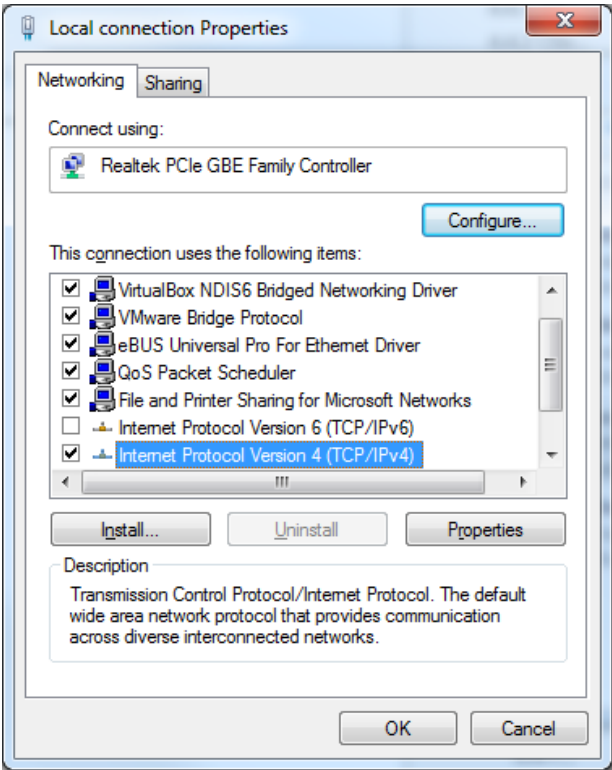 Local connection Properties
Networking
Sharing
Connect using:
Realtek PCIe GBE Family Controller
Configure...
This connection uses the following items:
VirtualBox NDIS6 Bridged Networking Driver
VMware Bridge Protocol
eBUS Universal Pro For Ethernet Driver
QoS Packet Scheduler
File and Printer Sharing for Microsoft Networks
Internet Protocol Version 6 (TCP/IPv6)
Internet Protocol Version 4 (TCP/IPv4)
Install...
Uninstall
Properties
Description
Transmission Control Protocol/Internet Protocol. The default
wide area network protocol that provides communication
across diverse interconnected networks.
OK
Cancel